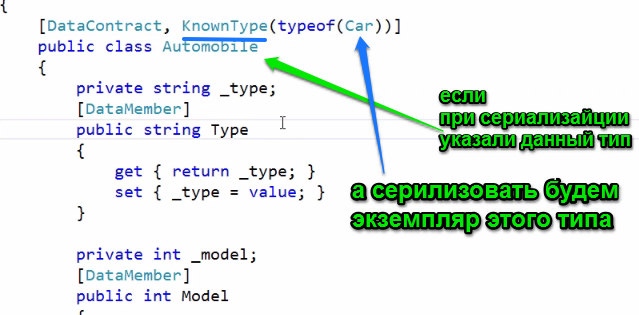 {
[DataContract, KnownType(typeof(Car))]
public class Automobile
{
private string _type;
[DataMember]
public string Type
{
get { return _type; }
set { _type = value; }
}
private int _model;
[DataMember]
public int Model
{
если
при сериализайции
указали данный тип
а серилизовать будем
экземпляр этого типа